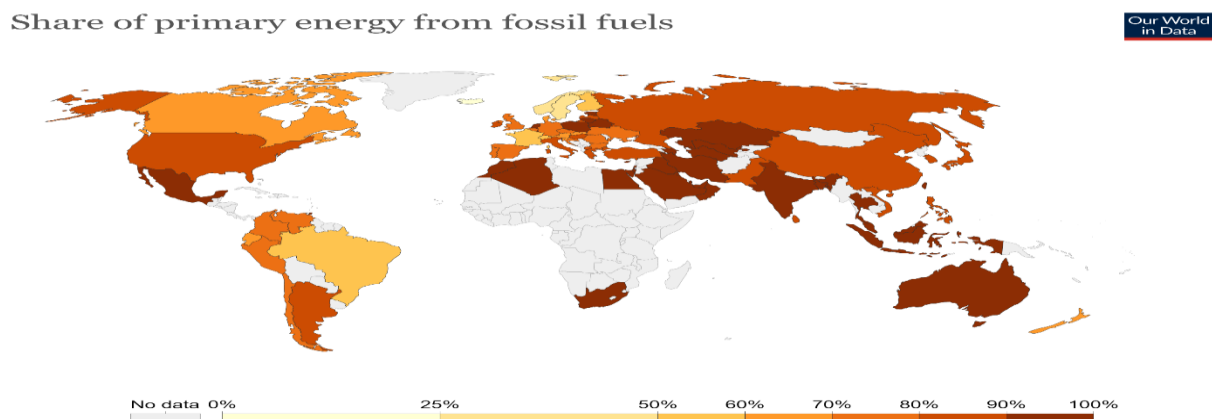 Share of primary energy from fossil fuels
Our World
in Data
No data 0% 25% 50% 60% 70% 80% 90% 100%